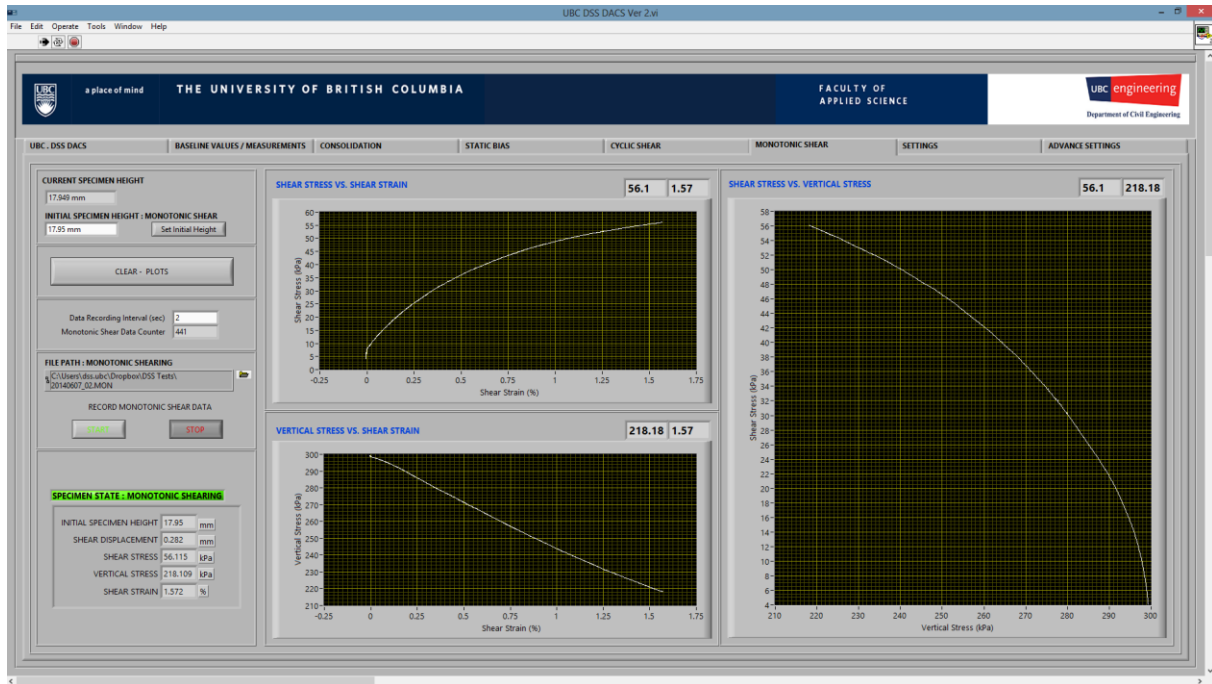 UBC DSS DACS Ver 2.vi
File Edit Operate Tools Window Help
UBC a place of mind THE UNIVERSITY OF BRITISH COLUMBIA
FACULTY OF
APPLIED SCIENCE
UBC engineering
Department of Civil Engineering
UBC . DSS DACS BASELINE VALUES / MEASUREMENTS CONSOLIDATION STATIC BIAS CYCLIC SHEAR MONOTONIC SHEAR SETTINGS ADVANCE SETTINGS
CURRENT SPECIMEN HEIGHT
17.949 mm
INITIAL SPECIMEN HEIGHT : MONOTONIC SHEAR
17.95 mm Set Initial Height
CLEAR - PLOTS
Data Recording Interval (sec) 2
Monotonic Shear Data Counter 441
FILE PATH : MONOTONIC SHEARING
C:\Users\dss.ubc\Dropbox\DSS Tests\
20140607_02.MON
RECORD MONOTONIC SHEAR DATA
START STOP
SPECIMEN STATE : MONOTONIC SHEARING
INITIAL SPECIMEN HEIGHT 17.95 mm
SHEAR DISPLACEMENT 0.282 mm
SHEAR STRESS 56.115 kPa
VERTICAL STRESS 218.109 kPa
SHEAR STRAIN 1.572 %
SHEAR STRESS VS. SHEAR STRAIN 56.1 1.57
60
55
50
45
40
35
30
25
20
15
10
5
0
Shear Stress (kPa)
-0.25 0 0.25 0.5 0.75 1 1.25 1.5 1.75
Shear Strain (%)
VERTICAL STRESS VS. SHEAR STRAIN 218.18 1.57
300
290
280
270
260
250
240
230
220
210
Vertical Stress (kPa)
-0.25 0 0.25 0.5 0.75 1 1.25 1.5 1.75
Shear Strain (%)
SHEAR STRESS VS. VERTICAL STRESS 56.1 218.18
58
56
54
52
50
48
46
44
42
40
38
36
34
32
30
28
26
24
22
20
18
16
14
12
10
8
6
4
Shear Stress (kPa)
210 220 230 240 250 260 270 280 290 300
Vertical Stress (kPa)